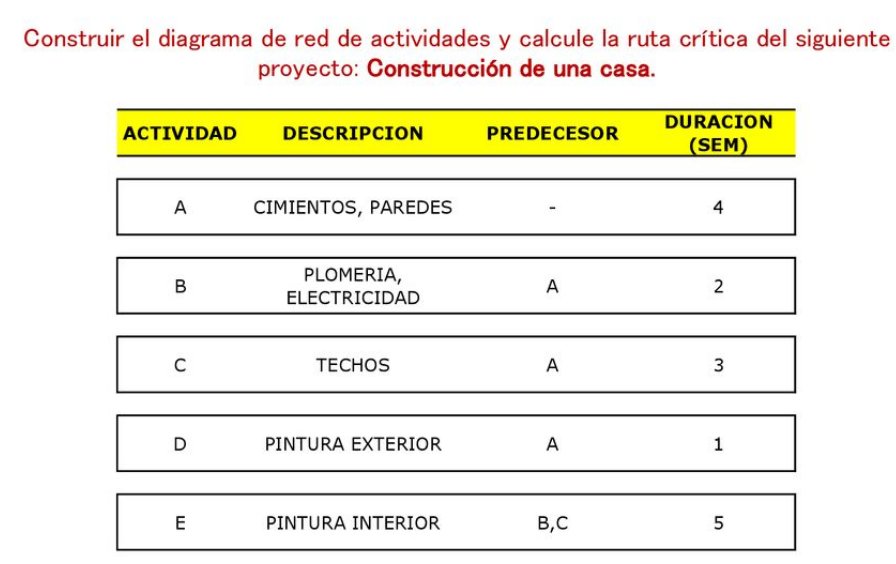 Construir el diagrama de red de actividades y calcule la ruta crítica del siguiente
proyecto: Construcción de una casa.
ACTIVIDAD DESCRIPCION PREDECESOR DURACION (SEM)
A CIMIENTOS, PAREDES - 4
B PLOMERIA, ELECTRICIDAD A 2
C TECHOS A 3
D PINTURA EXTERIOR A 1
E PINTURA INTERIOR B,C 5